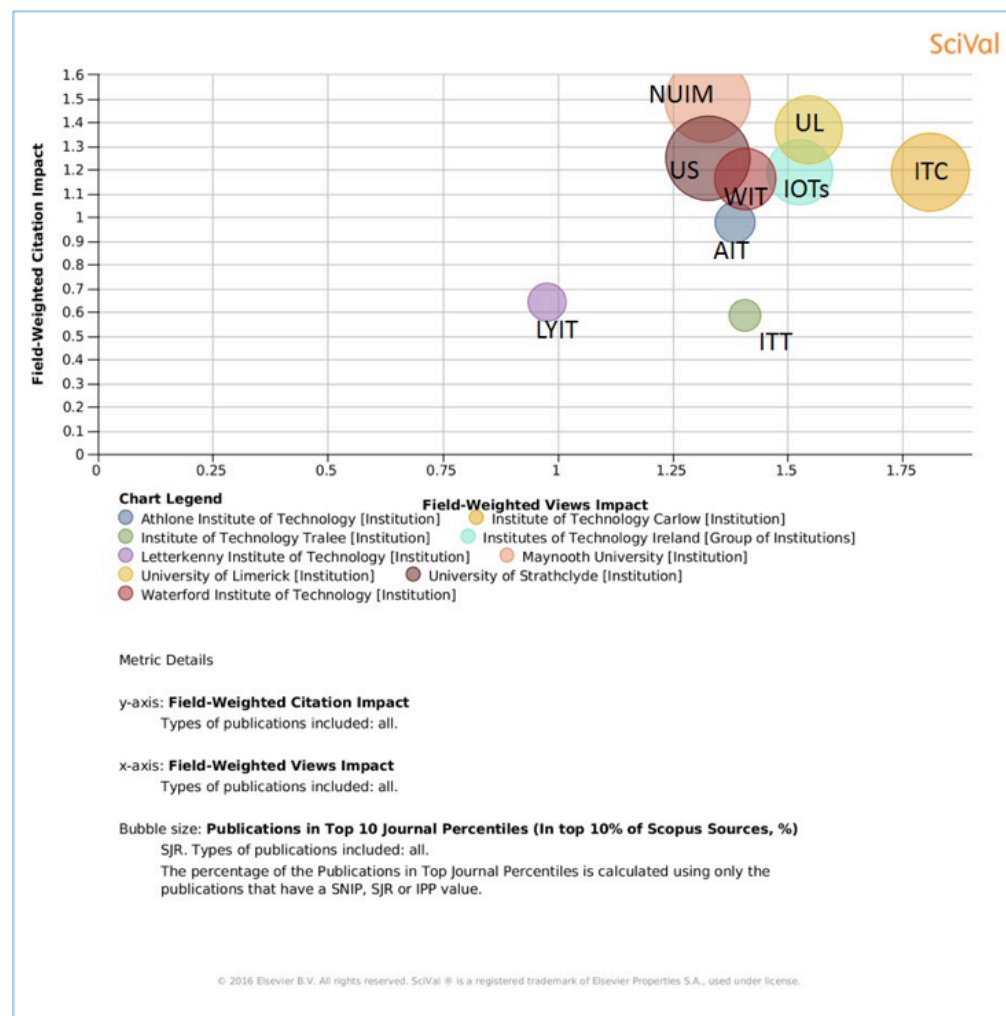 SciVal
1.6
1.5
1.4
1.3
1.2
1.1
1
0.9
0.8
0.7
0.6
0.5
0.4
0.3
0.2
0.1
0
Field-Weighted Citation Impact
NUIM
UL
US
ITC
IOTs
WIT
AIT
LYIT
ITT
0 0.25 0.5 0.75 1 1.25 1.5 1.75
Field-Weighted Views Impact
Chart Legend
Athlone Institute of Technology [Institution] Institute of Technology Carlow [Institution]
Institute of Technology Tralee [Institution] Institutes of Technology Ireland [Group of Institutions]
Letterkenny Institute of Technology [Institution] Maynooth University [Institution]
University of Limerick [Institution] University of Strathclyde [Institution]
Waterford Institute of Technology [Institution]
Metric Details
y-axis: Field-Weighted Citation Impact
Types of publications included: all.
x-axis: Field-Weighted Views Impact
Types of publications included: all.
Bubble size: Publications in Top 10 Journal Percentiles (In top 10% of Scopus Sources, %)
SJR. Types of publications included: all.
The percentage of the Publications in Top Journal Percentiles is calculated using only the
publications that have a SNIP, SJR or IPP value.
© 2016 Elsevier B.V. All rights reserved. SciVal ® is a registered trademark of Elsevier Properties S.A., used under license.